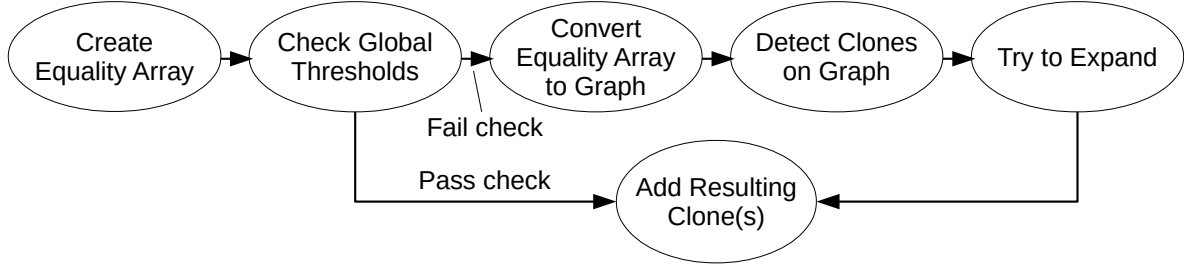 Create
Equality Array
Check Global
Thresholds
Convert
Equality Array
to Graph
Detect Clones
on Graph
Try to Expand
Fail check
Pass check
Add Resulting
Clone(s)